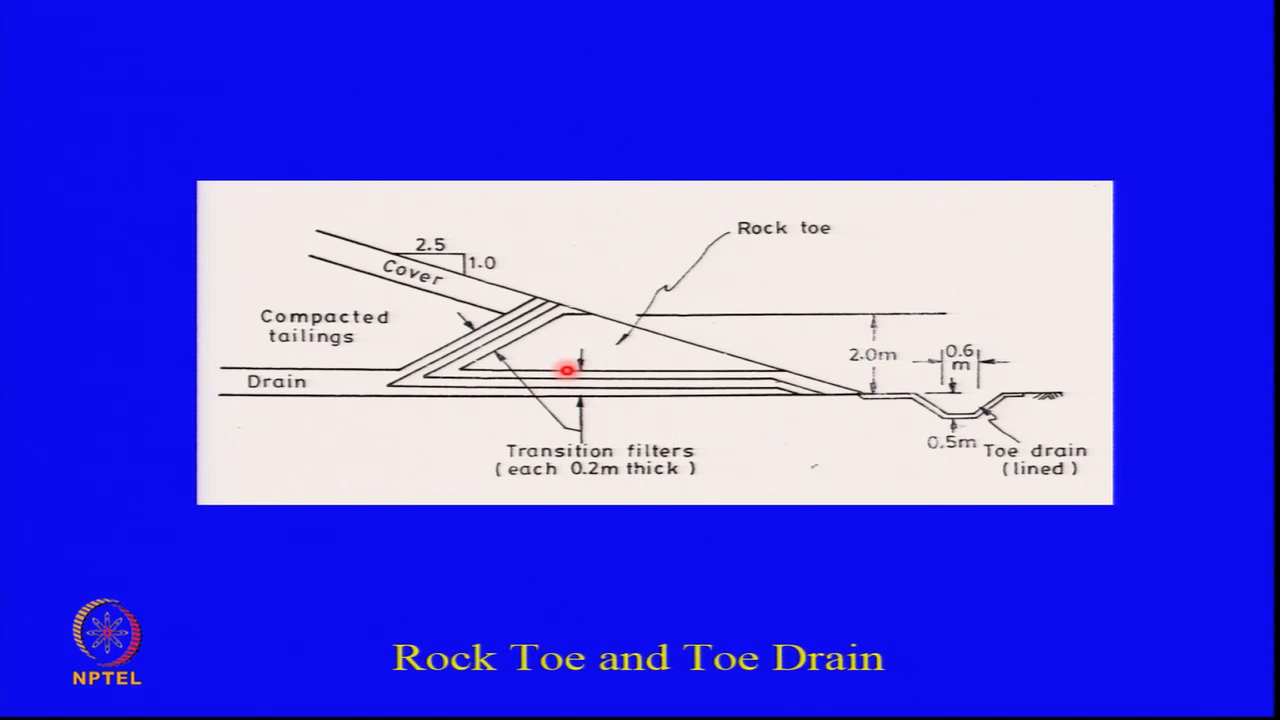 Rock toe
2.5
1.0
Cover
Compacted
tailings
2.0m
0.6
m
Drain
0.5m
Transition filters
(each 0.2m thick)
Toe drain
(lined)
NPTEL
Rock Toe and Toe Drain